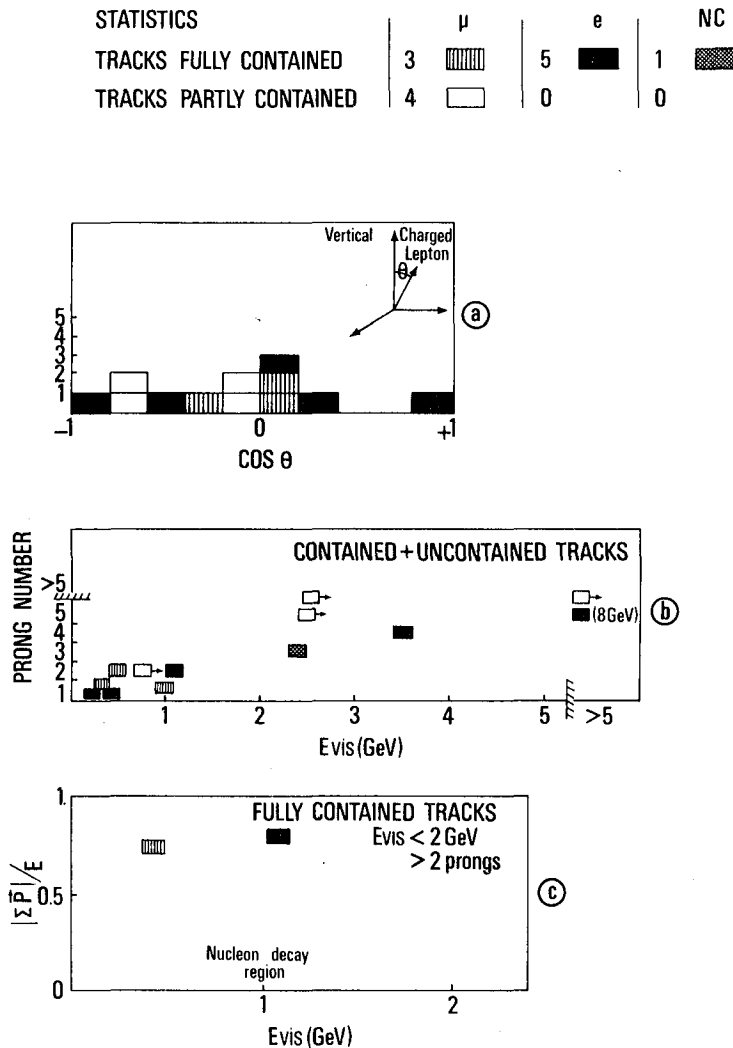 STATISTICS μ e NC
TRACKS FULLY CONTAINED 3 5 1
TRACKS PARTLY CONTAINED 4 0 0
Vertical Charged Lepton
θ
5
4
3
2
1
-1 0 +1
COS θ
a
PRONG NUMBER
CONTAINED+UNCONTAINED TRACKS
>5
5
4
3
2
1
(8 GeV)
1 2 3 4 5 >5
Evis (GeV)
b
FULLY CONTAINED TRACKS
Evis < 2 GeV
> 2 prongs
|ΣP⃗|/E
1.
0.5
0
Nucleon decay
region
1 2
Evis (GeV)
c